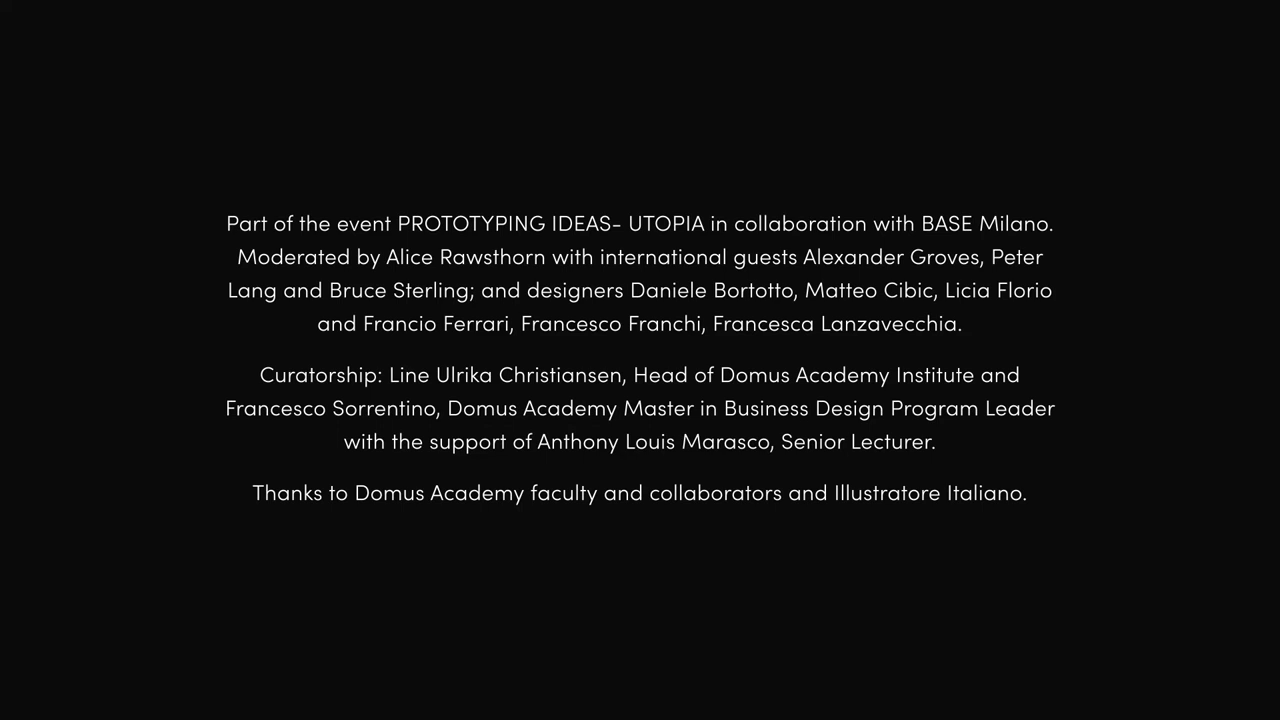 Part of the event PROTOTYPING IDEAS- UTOPIA in collaboration with BASE Milano.
Moderated by Alice Rawsthorn with international guests Alexander Groves, Peter
Lang and Bruce Sterling; and designers Daniele Bortotto, Matteo Cibic, Licia Florio
and Francio Ferrari, Francesco Franchi, Francesca Lanzavecchia.
Curatorship: Line Ulrika Christiansen, Head of Domus Academy Institute and
Francesco Sorrentino, Domus Academy Master in Business Design Program Leader
with the support of Anthony Louis Marasco, Senior Lecturer.
Thanks to Domus Academy faculty and collaborators and Illustratore Italiano.